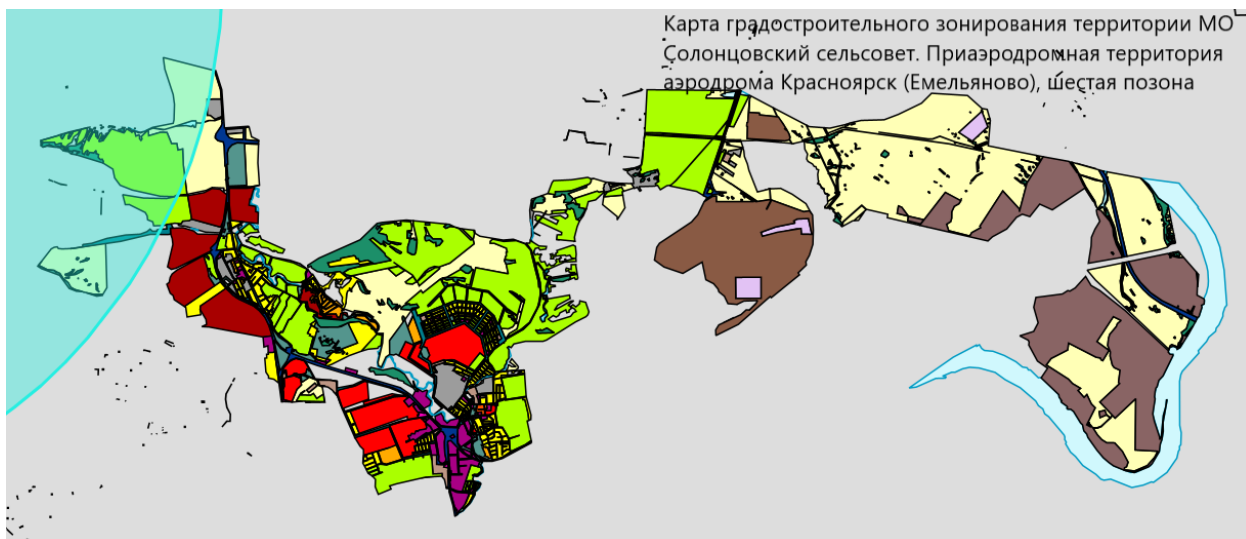 Карта градостроительного зонирования территории МО
Солонцовский сельсовет. Приаэродромная территория
аэродрома Красноярск (Емельяново), шестая позона